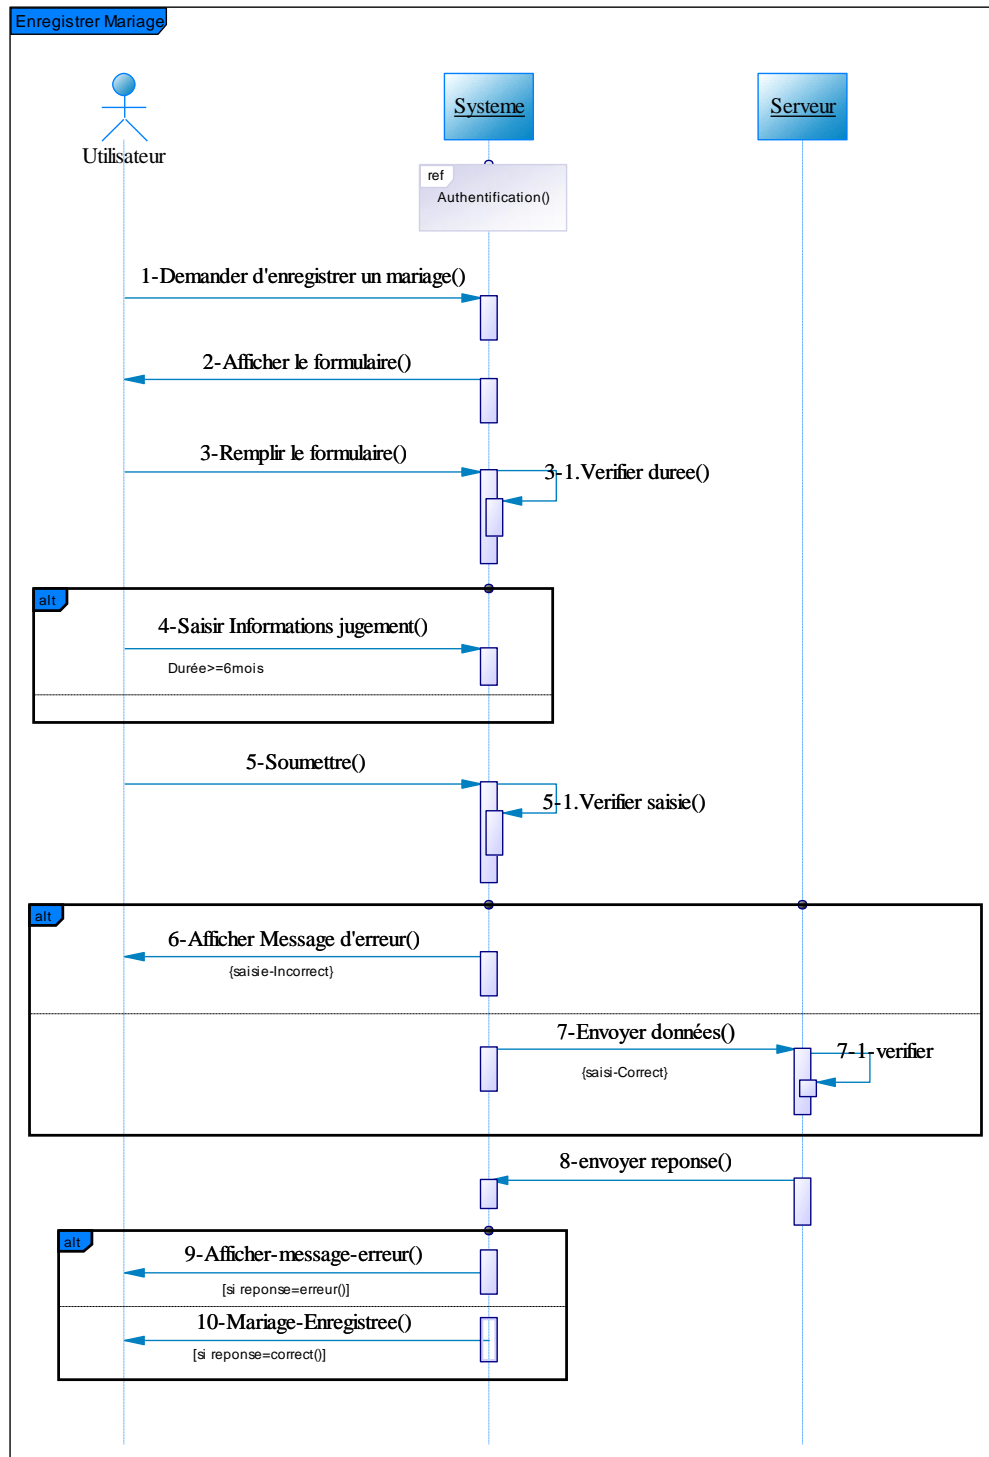 Enregistrer Mariage
Utilisateur
Systeme
Serveur
ref
Authentification()
1-Demander d'enregistrer un mariage()
2-Afficher le formulaire()
3-Remplir le formulaire()
3-1.Verifier duree()
alt
4-Saisir Informations jugement()
Durée>=6mois
5-Soumettre()
5-1.Verifier saisie()
alt
6-Afficher Message d'erreur()
{saisie-Incorrect}
7-Envoyer données()
{saisi-Correct}
7-1-verifier
8-envoyer reponse()
alt
9-Afficher-message-erreur()
[si reponse=erreur()]
10-Mariage-Enregistree()
[si reponse=correct()]